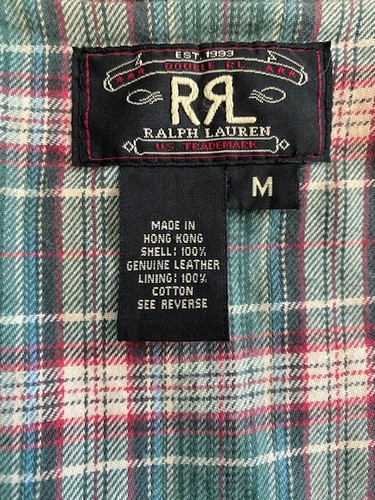 EST. 1993
DOUBLE RL
RRL
RALPH LAUREN
U.S. TRADEMARK
M
MADE IN
HONG KONG
SHELL: 100%
GENUINE LEATHER
LINING: 100%
COTTON
SEE REVERSE